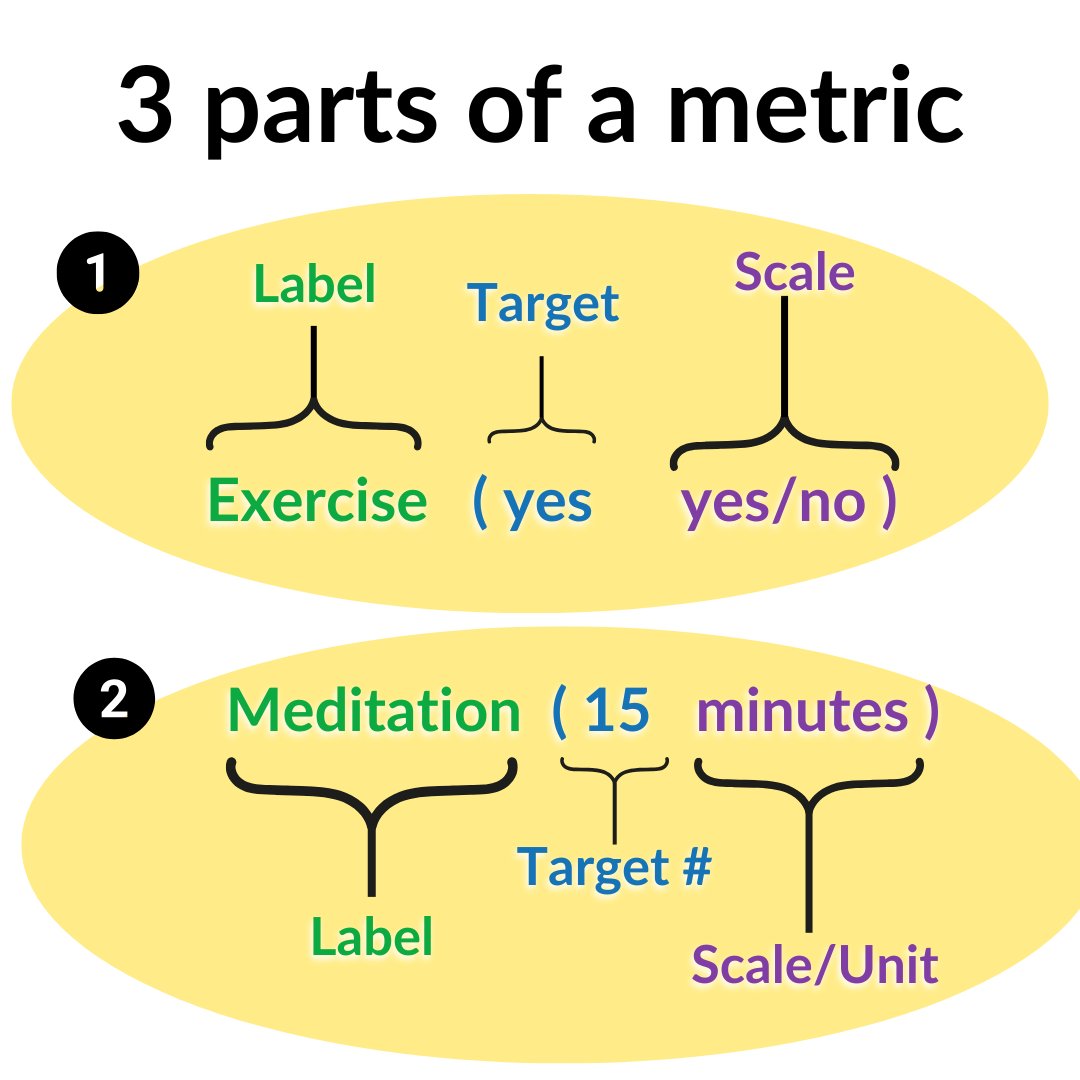 3 parts of a metric
1
Label Target Scale
Exercise ( yes yes/no )
2
Meditation ( 15 minutes )
Target #
Label
Scale/Unit